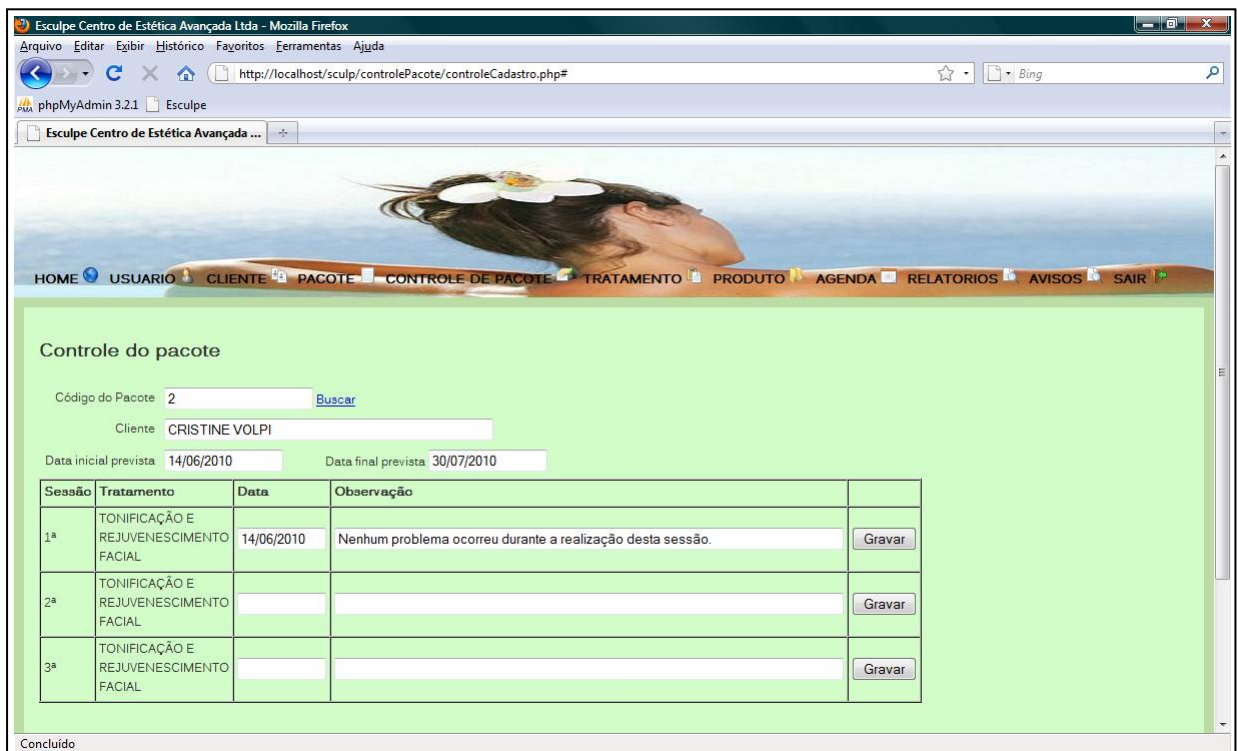 Esculpe Centro de Estética Avançada Ltda - Mozilla Firefox
Arquivo Editar Exibir Histórico Favoritos Ferramentas Ajuda
http://localhost/sculp/controlePacote/controleCadastro.php# Bing
PMA phpMyAdmin 3.2.1 Esculpe
Esculpe Centro de Estética Avançada ...
HOME USUARIO CLIENTE PACOTE CONTROLE DE PACOTE TRATAMENTO PRODUTO AGENDA RELATORIOS AVISOS SAIR
Controle do pacote
Código do Pacote 2 Buscar
Cliente CRISTINE VOLPI
Data inicial prevista 14/06/2010 Data final prevista 30/07/2010
Sessão Tratamento Data Observação
TONIFICAÇÃO E
1ª REJUVENESCIMENTO 14/06/2010 Nenhum problema ocorreu durante a realização desta sessão. Gravar
FACIAL
TONIFICAÇÃO E
2ª REJUVENESCIMENTO Gravar
FACIAL
TONIFICAÇÃO E
3ª REJUVENESCIMENTO Gravar
FACIAL
Concluído